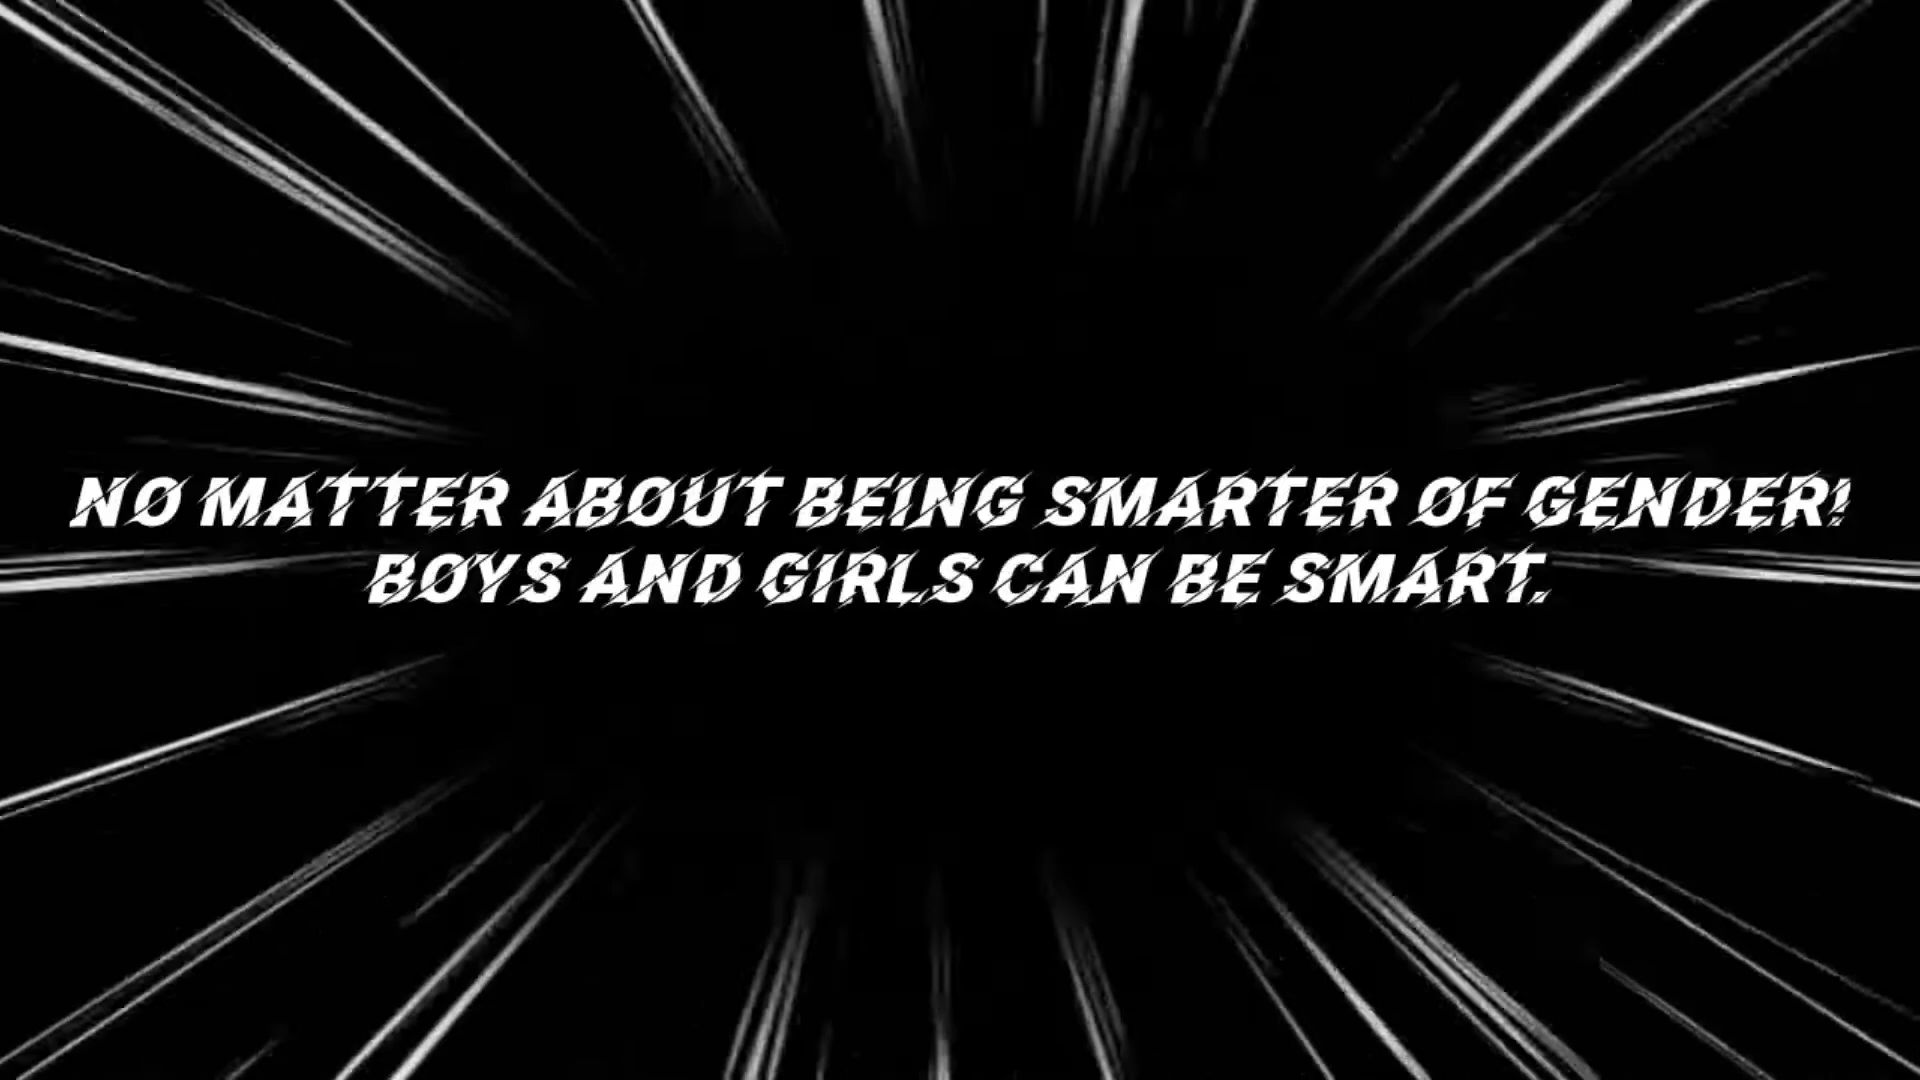 NO MATTER ABOUT BEING SMARTER OF GENDER!
BOYS AND GIRLS CAN BE SMART.